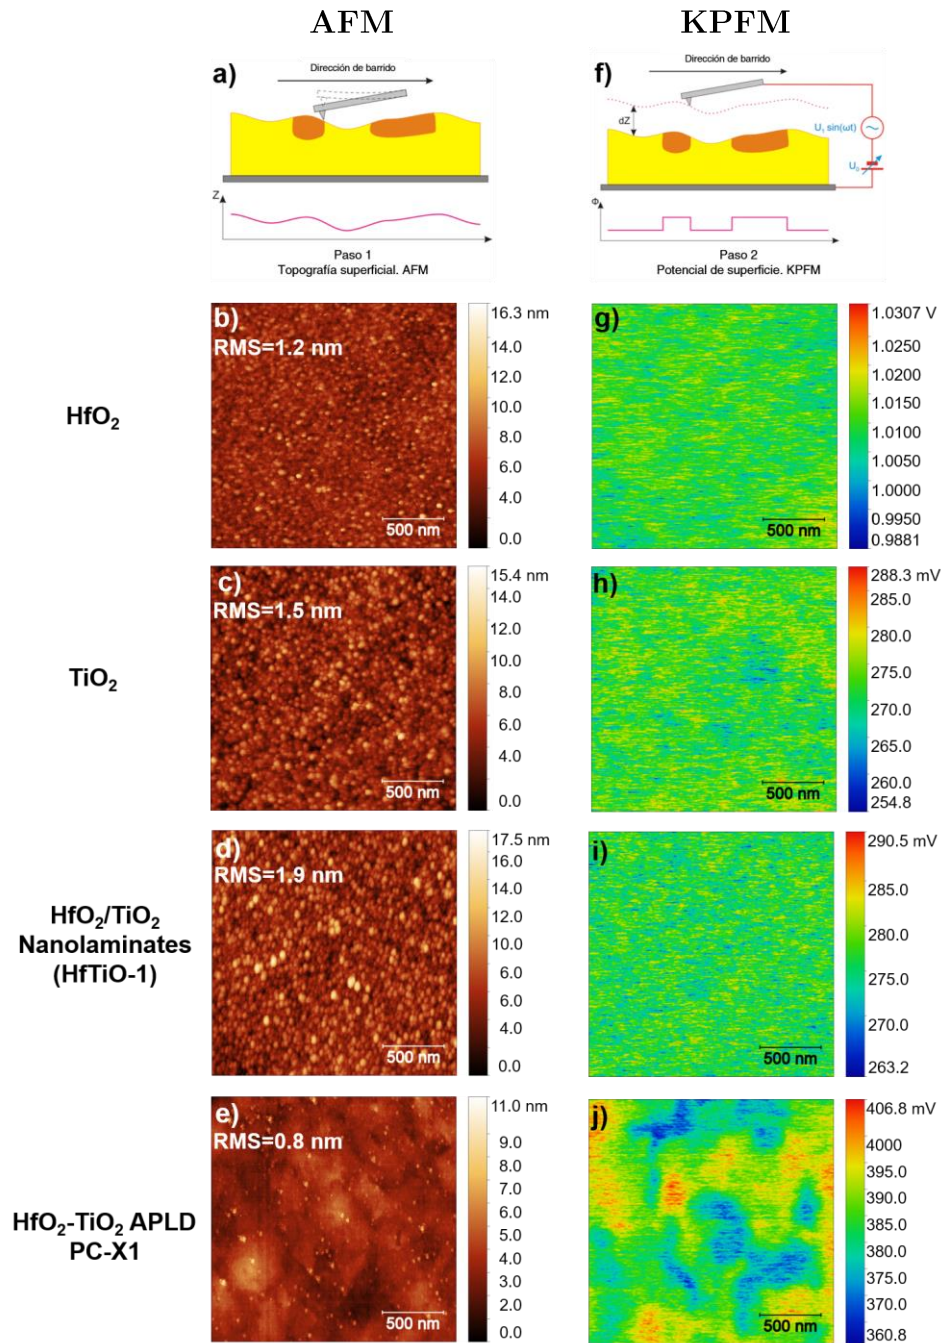 AFM
KPFM
a)
Dirección de barrido
Z
Paso 1
Topografía superficial. AFM
f)
Dirección de barrido
dZ
U₁ sin(ωt)
U₀
Φ
Paso 2
Potencial de superficie. KPFM
HfO₂
b)
RMS=1.2 nm
500 nm
16.3 nm
14.0
12.0
10.0
8.0
6.0
4.0
0.0
g)
500 nm
1.0307 V
1.0250
1.0200
1.0150
1.0100
1.0050
1.0000
0.9950
0.9881
TiO₂
c)
RMS=1.5 nm
500 nm
15.4 nm
14.0
12.0
10.0
8.0
6.0
4.0
0.0
h)
500 nm
288.3 mV
285.0
280.0
275.0
270.0
265.0
260.0
254.8
HfO₂/TiO₂
Nanolaminates
(HfTiO-1)
d)
RMS=1.9 nm
500 nm
17.5 nm
16.0
14.0
12.0
10.0
8.0
6.0
4.0
0.0
i)
500 nm
290.5 mV
285.0
280.0
275.0
270.0
263.2
HfO₂-TiO₂ APLD
PC-X1
e)
RMS=0.8 nm
500 nm
11.0 nm
9.0
8.0
7.0
6.0
5.0
4.0
3.0
2.0
0.0
j)
500 nm
406.8 mV
4000
395.0
390.0
385.0
380.0
375.0
370.0
360.8